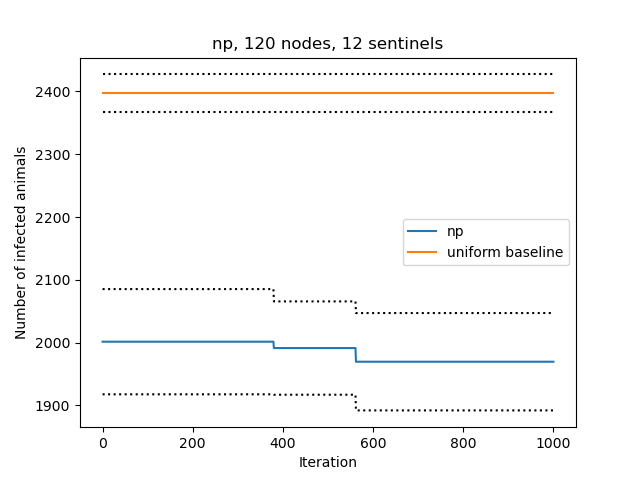 np, 120 nodes, 12 sentinels
Number of infected animals
2400
2300
2200
2100
2000
1900
np
uniform baseline
0 200 400 600 800 1000
Iteration